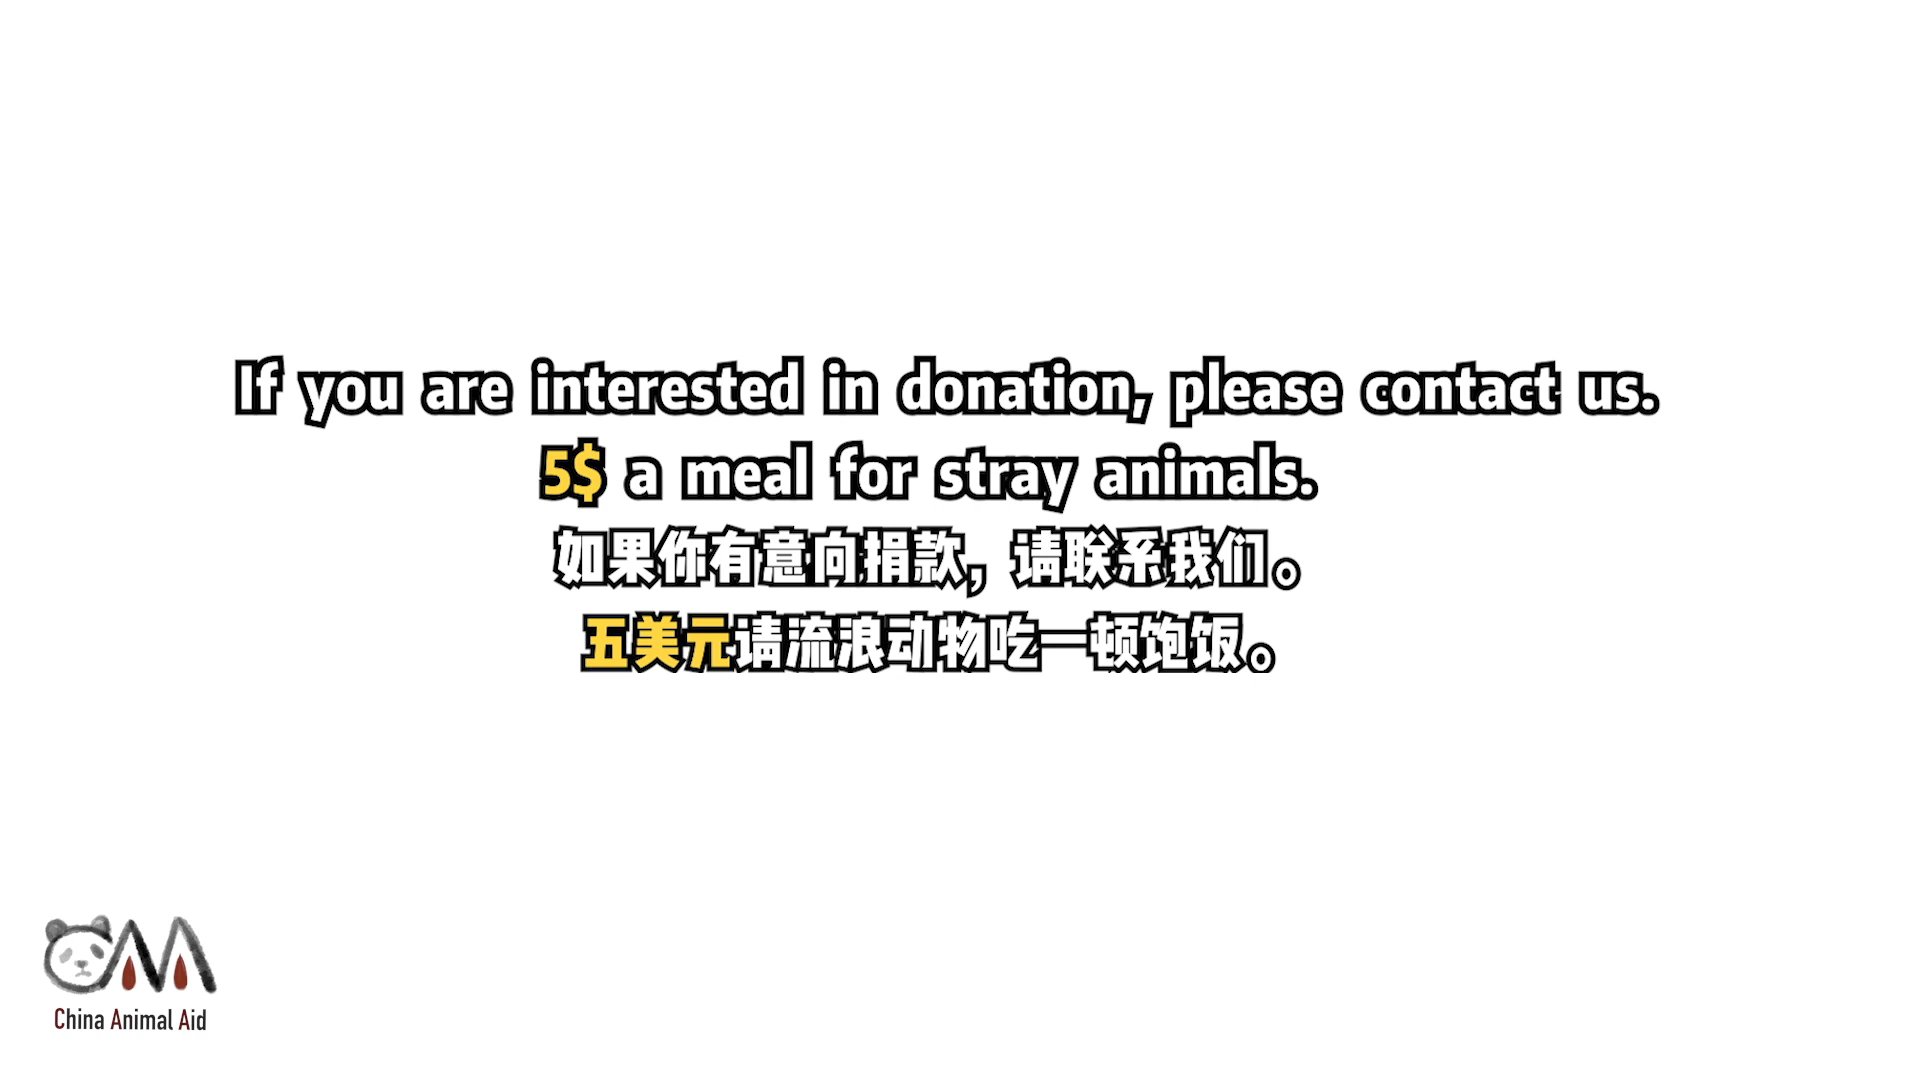 If you are interested in donation, please contact us.
5$ a meal for stray animals.
如果你有意向捐款，请联系我们。
五美元请流浪动物吃一顿饱饭。
China Animal Aid